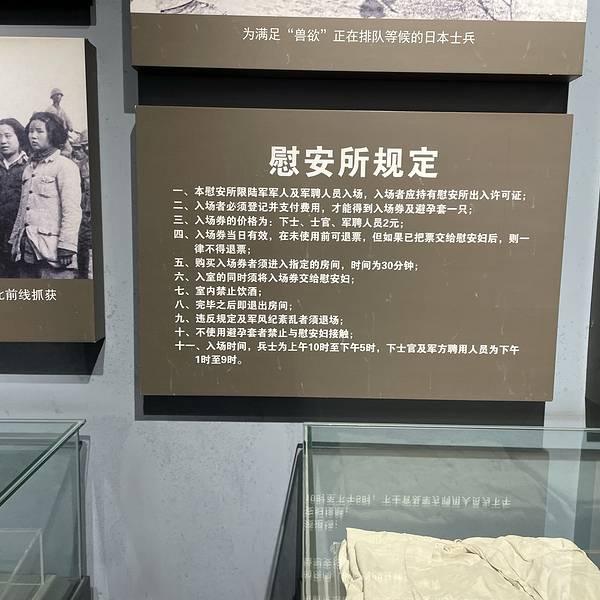 为满足“兽欲”正在排队等候的日本士兵
慰安所规定
一、本慰安所限陆军军人及军聘人员入场，入场者应持有慰安所出入许可证；
二、入场者必须登记并支付费用，才能得到入场券及避孕套一只；
三、入场券的价格为：下士、士官、军聘人员2元；
四、入场券当日有效，在未使用前可退票，但如果已把票交给慰安妇后，则一
律不得退票；
五、购买入场券者须进入指定的房间，时间为30分钟；
六、入室的同时须将入场券交给慰安妇；
七、室内禁止饮酒；
八、完毕之后即退出房间；
九、违反规定及军风纪紊乱者须退场；
十、不使用避孕套者禁止与慰安妇接触；
十一、入场时间，兵士为上午10时至下午5时，下士官及军方聘用人员为下午
1时至9时。
前线抓获